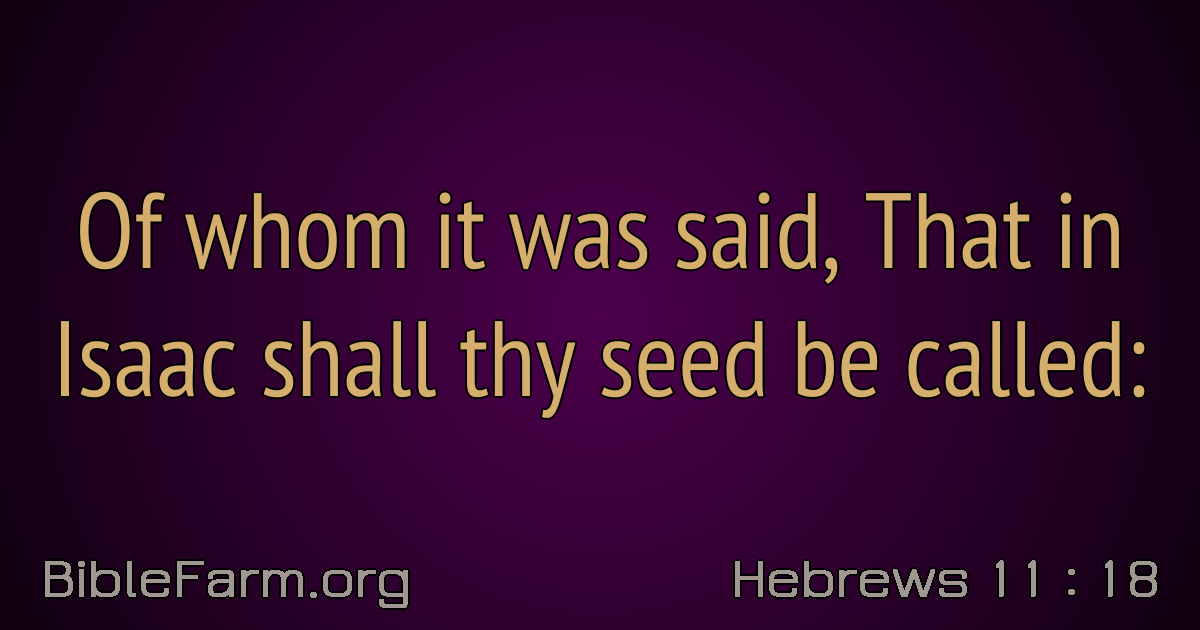 Of whom it was said, That in
Isaac shall thy seed be called:
BibleFarm.org
Hebrews 11 : 18